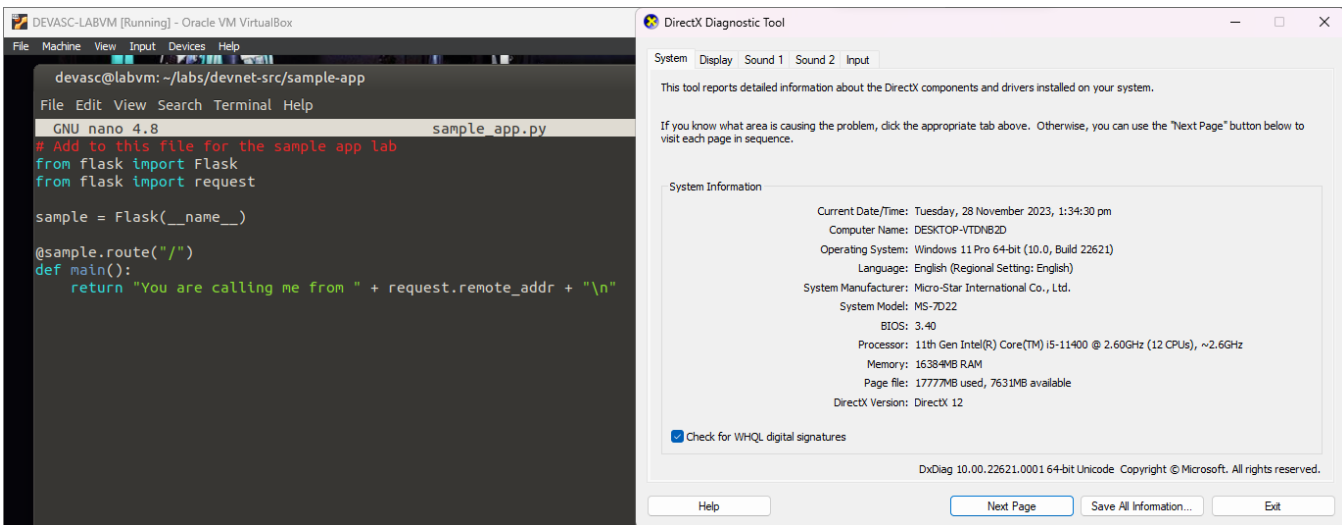 DEVASC-LABVM [Running] - Oracle VM VirtualBox
File Machine View Input Devices Help
devasc@labvm: ~/labs/devnet-src/sample-app
File Edit View Search Terminal Help
GNU nano 4.8 sample_app.py
# Add to this file for the sample app lab
from flask import Flask
from flask import request
sample = Flask(__name__)
@sample.route("/")
def main():
return "You are calling me from " + request.remote_addr + "\n"
DirectX Diagnostic Tool
System Display Sound 1 Sound 2 Input
This tool reports detailed information about the DirectX components and drivers installed on your system.
If you know what area is causing the problem, click the appropriate tab above. Otherwise, you can use the "Next Page" button below to
visit each page in sequence.
System Information
Current Date/Time: Tuesday, 28 November 2023, 1:34:30 pm
Computer Name: DESKTOP-VTDNB2D
Operating System: Windows 11 Pro 64-bit (10.0, Build 22621)
Language: English (Regional Setting: English)
System Manufacturer: Micro-Star International Co., Ltd.
System Model: MS-7D22
BIOS: 3.40
Processor: 11th Gen Intel(R) Core(TM) i5-11400 @ 2.60GHz (12 CPUs), ~2.6GHz
Memory: 16384MB RAM
Page file: 17777MB used, 7631MB available
DirectX Version: DirectX 12
Check for WHQL digital signatures
DxDiag 10.00.22621.0001 64-bit Unicode Copyright © Microsoft. All rights reserved.
Help Next Page Save All Information... Exit